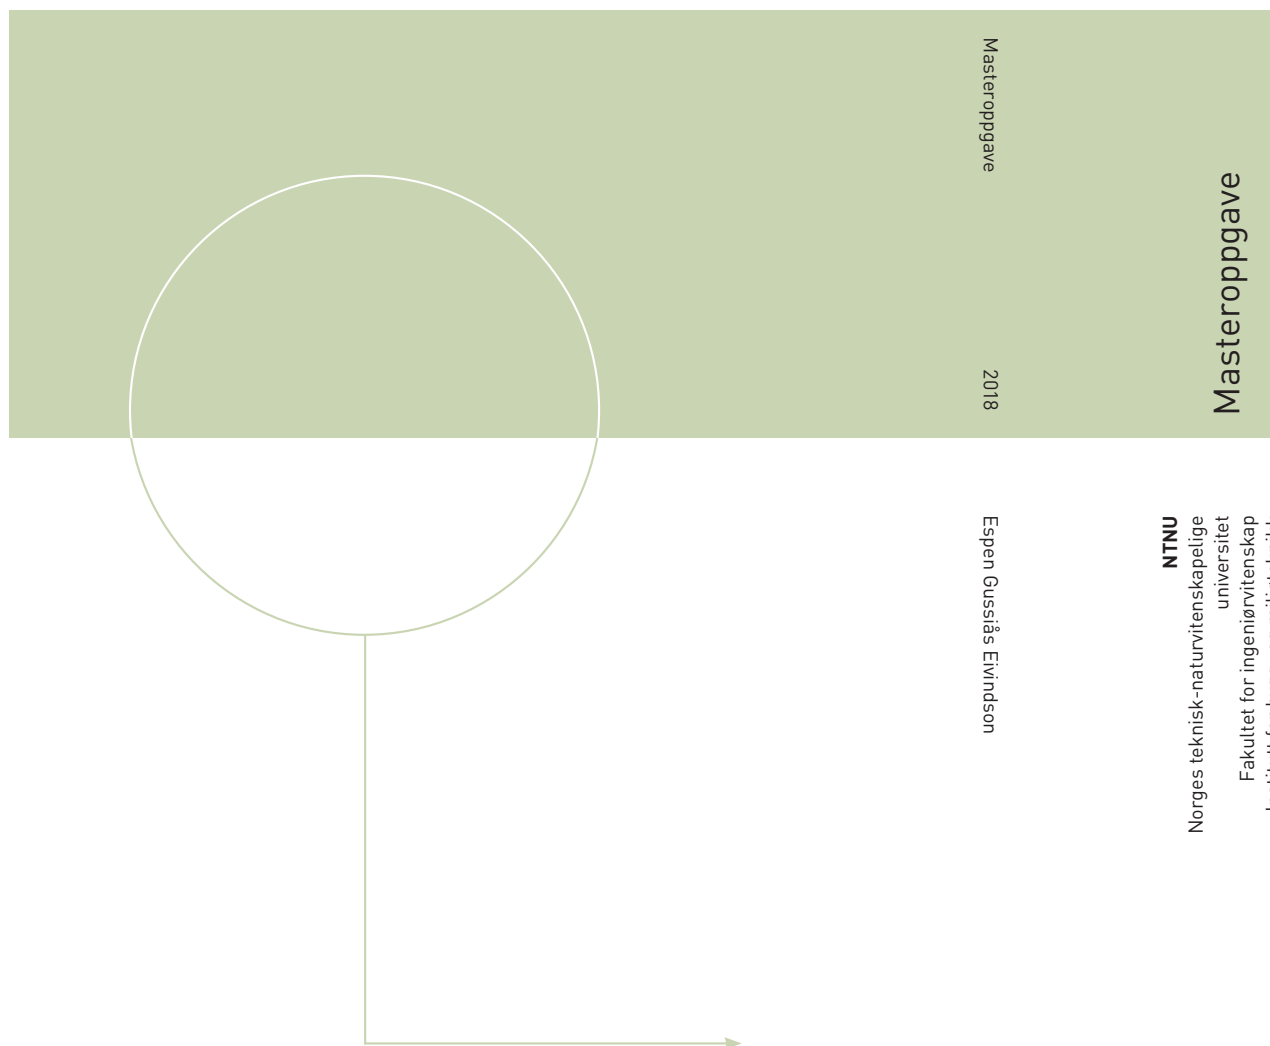 Masteroppgave
2018
Espen Gussiås Eivindson
Masteroppgave
NTNU
Norges teknisk-naturvitenskapelige
universitet
Fakultet for ingeniørvitenskap